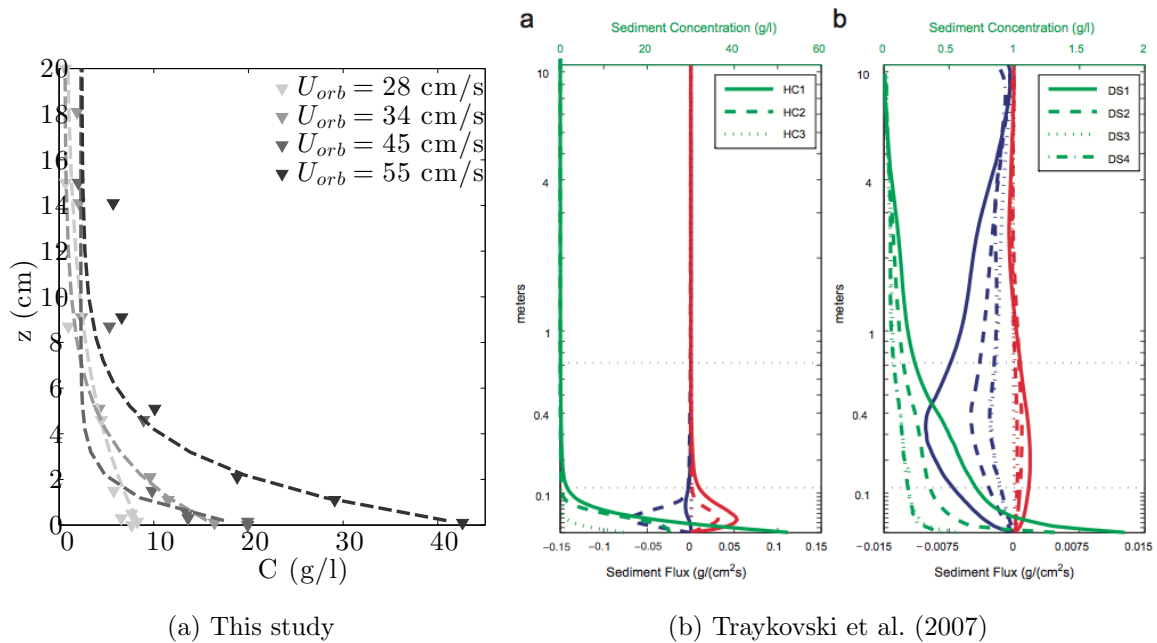 20
18
16
14
12
10
8
6
4
2
0
z (cm)
0
10
20
30
40
C (g/l)
U_orb = 28 cm/s
U_orb = 34 cm/s
U_orb = 45 cm/s
U_orb = 55 cm/s
(a) This study
a
Sediment Concentration (g/l)
0
30
60
10
4
1
0.4
0.1
meters
HC1
HC2
HC3
−0.15
−0.1
−0.05
0
0.05
0.1
0.15
Sediment Flux (g/(cm²s)
b
Sediment Concentration (g/l)
0
0.5
1
1.5
2
10
4
1
0.4
0.1
meters
DS1
DS2
DS3
DS4
−0.015
−0.0075
0
0.0075
0.015
Sediment Flux (g/(cm²s)
(b) Traykovski et al. (2007)